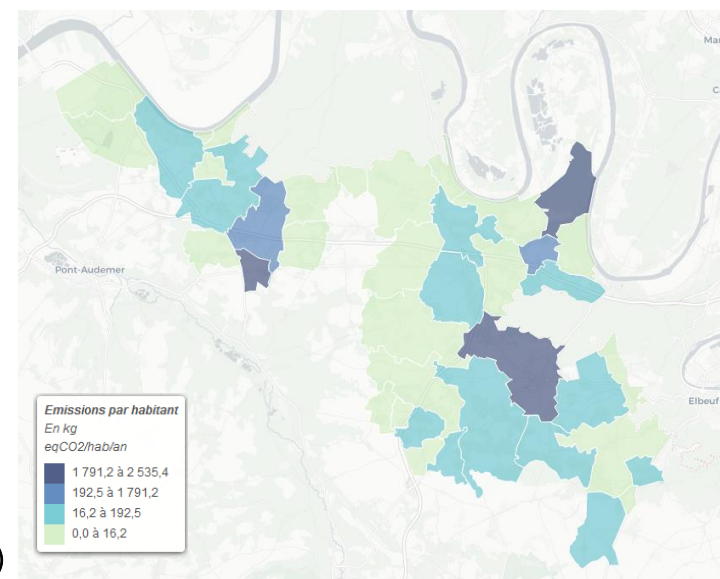 Mar
C
Pont-Audemer
Elbeuf
Emissions par habitant
En kg
eqCO2/hab/an
1 791,2 à 2 535,4
192,5 à 1 791,2
16,2 à 192,5
0,0 à 16,2
)